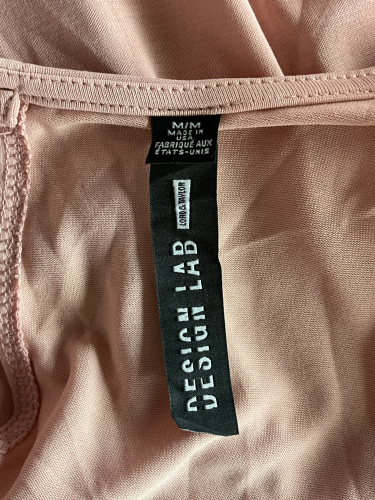 M/M
MADE IN
USA
FABRIQUÉ AUX
ÉTATS-UNIS
LORD & TAYLOR
DESIGN LAB